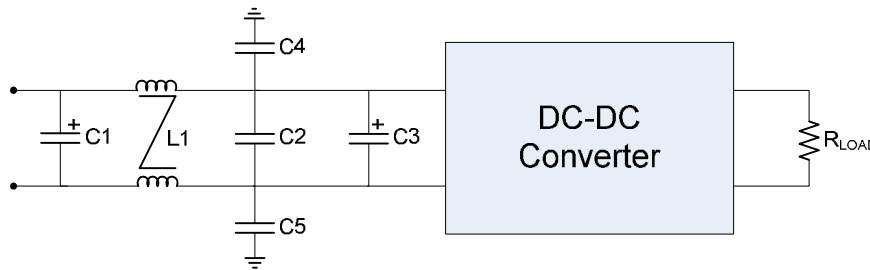 C4
+
C1
L1
C2
+
C3
DC-DC
Converter
RLOAD
C5